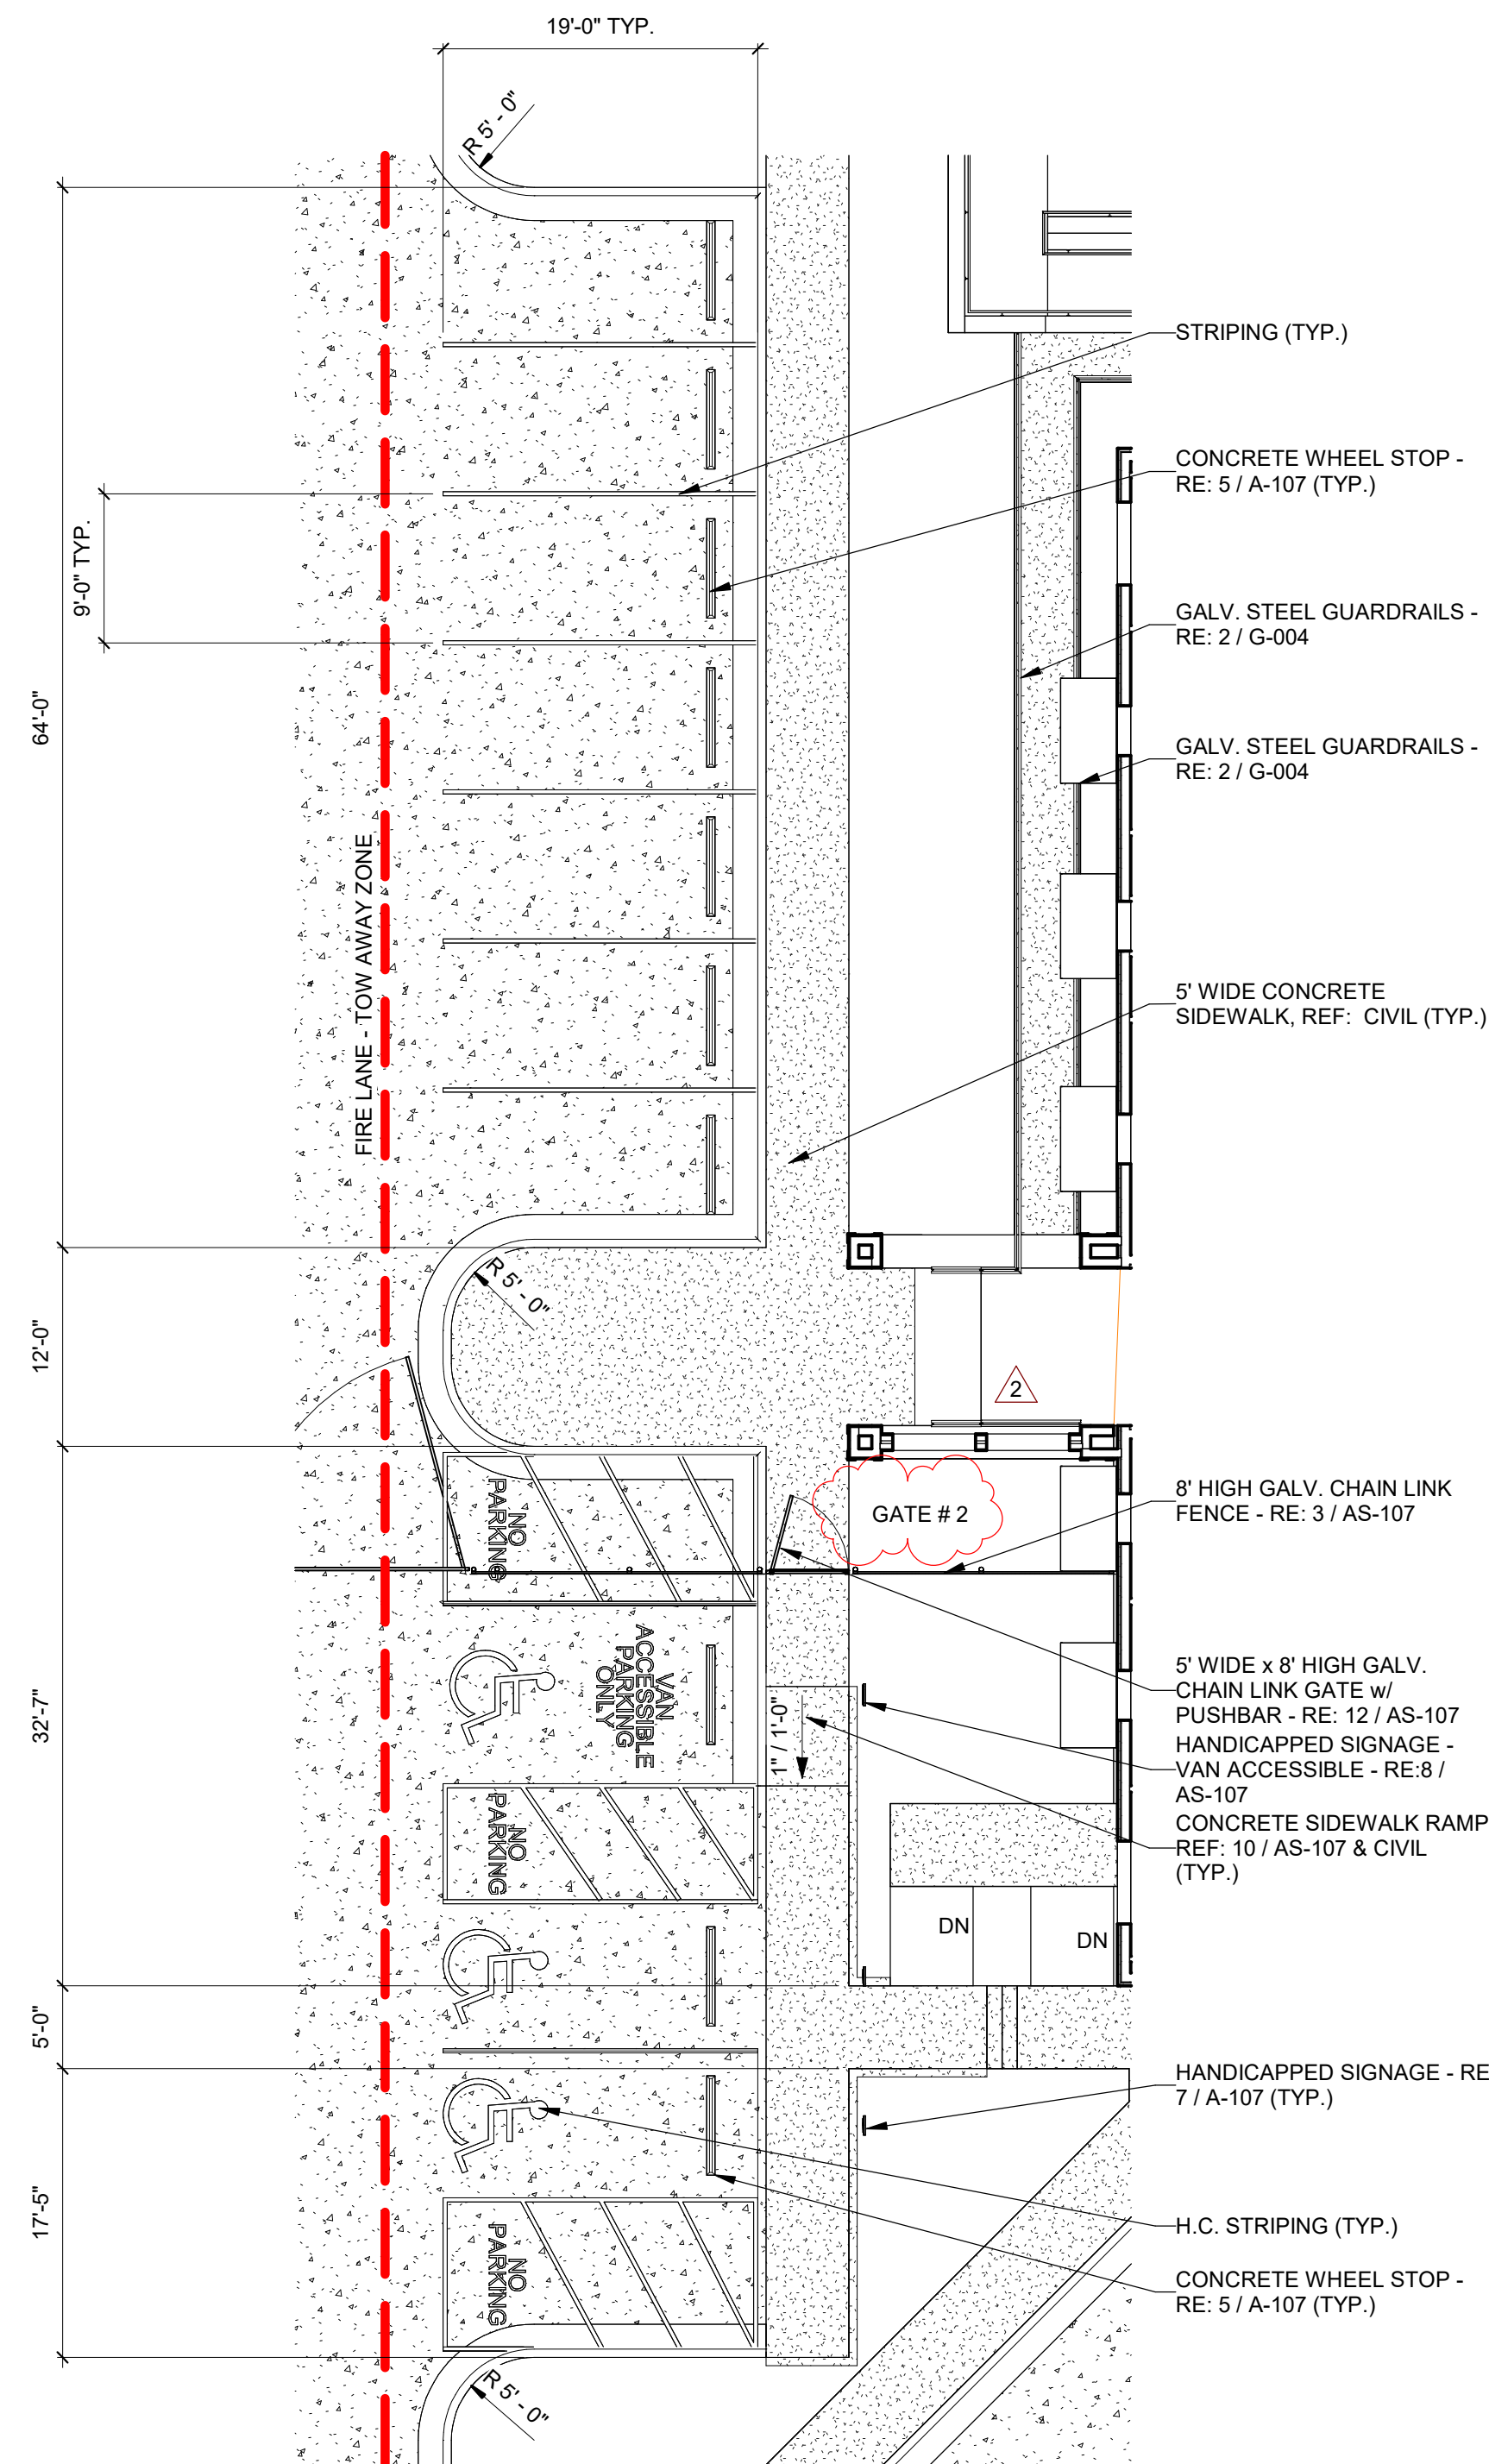 19'-0" TYP.
R 5' - 0"
STRIPING (TYP.)
CONCRETE WHEEL STOP -
RE: 5 / A-107 (TYP.)
9'-0" TYP.
GALV. STEEL GUARDRAILS -
RE: 2 / G-004
64'-0"
GALV. STEEL GUARDRAILS -
RE: 2 / G-004
FIRE LANE - TOW AWAY ZONE
5' WIDE CONCRETE
SIDEWALK, REF: CIVIL (TYP.)
R 5' - 0"
12'-0"
2
NO
PARKING
GATE # 2
8' HIGH GALV. CHAIN LINK
FENCE - RE: 3 / AS-107
VAN
ACCESSIBLE
PARKING
ONLY
32'-7"
1" / 1'-0"
5' WIDE x 8' HIGH GALV.
CHAIN LINK GATE w/
PUSHBAR - RE: 12 / AS-107
HANDICAPPED SIGNAGE -
VAN ACCESSIBLE - RE:8 /
AS-107
CONCRETE SIDEWALK RAMP
REF: 10 / AS-107 & CIVIL
(TYP.)
NO
PARKING
DN
DN
5'-0"
HANDICAPPED SIGNAGE - RE
7 / A-107 (TYP.)
17'-5"
NO
PARKING
H.C. STRIPING (TYP.)
CONCRETE WHEEL STOP -
RE: 5 / A-107 (TYP.)
R 5' - 0"